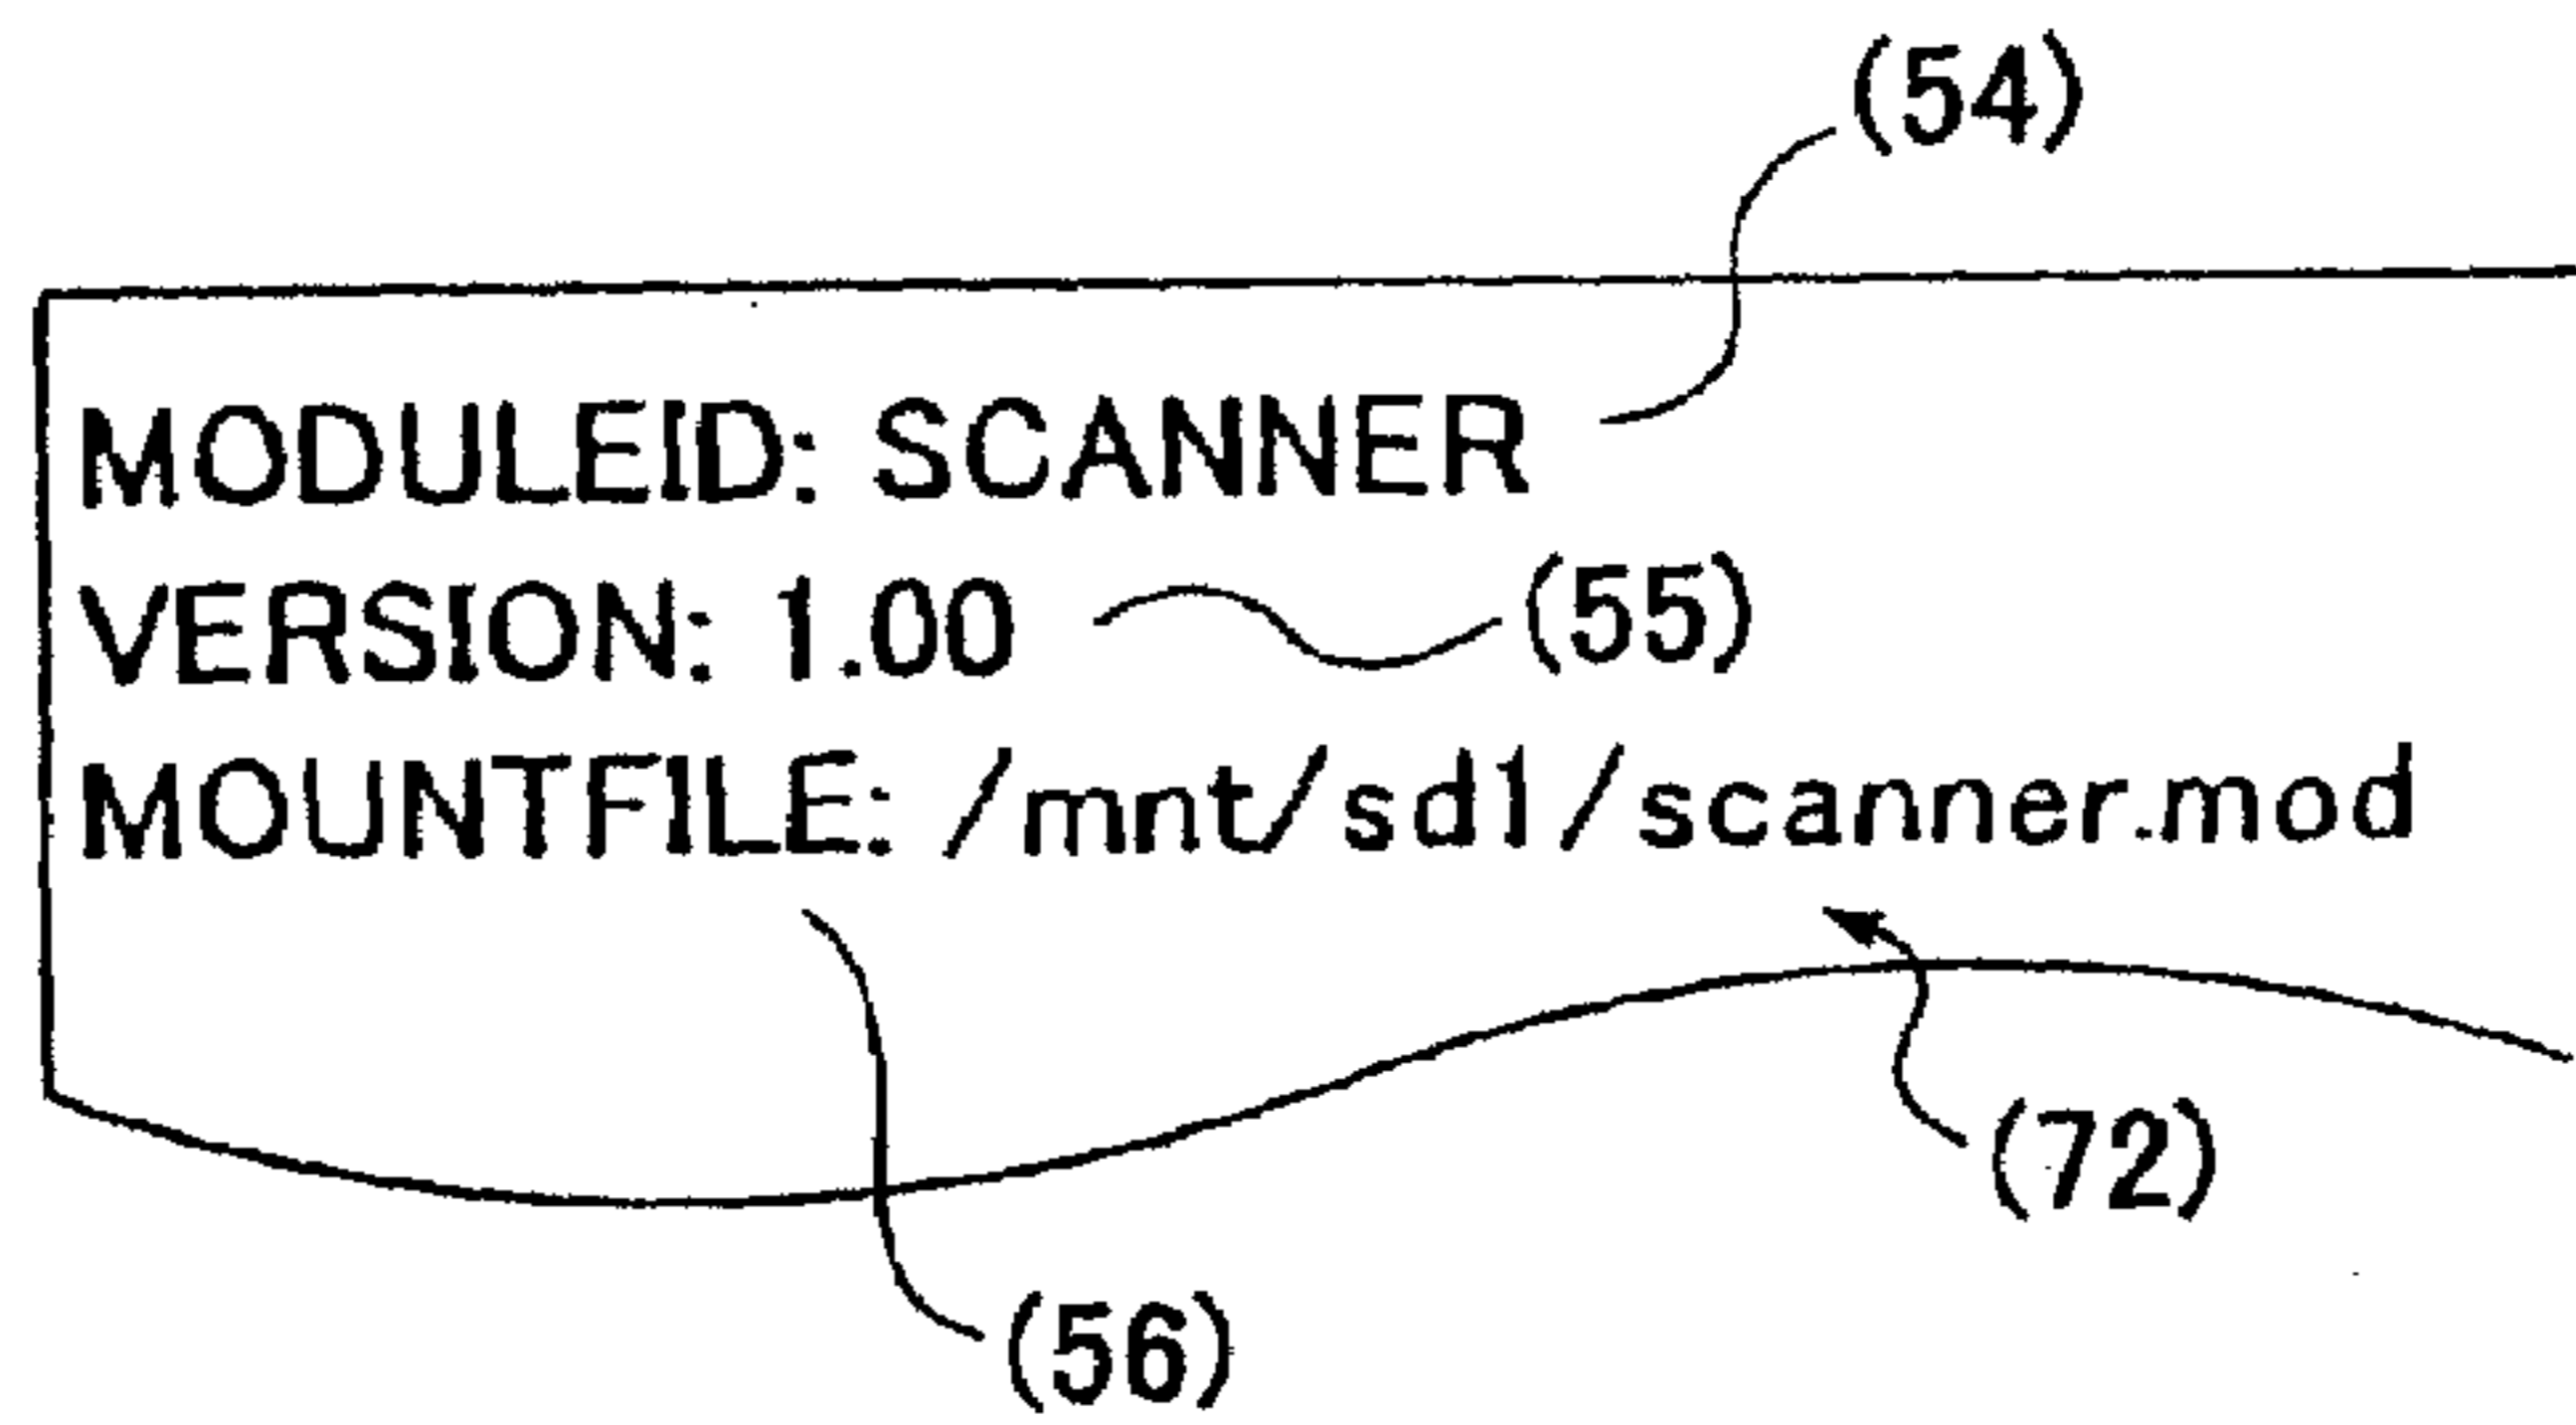 (54)
MODULEID: SCANNER
VERSION: 1.00 (55)
MOUNTFILE: /mnt/sd1/scanner.mod
(72)
(56)